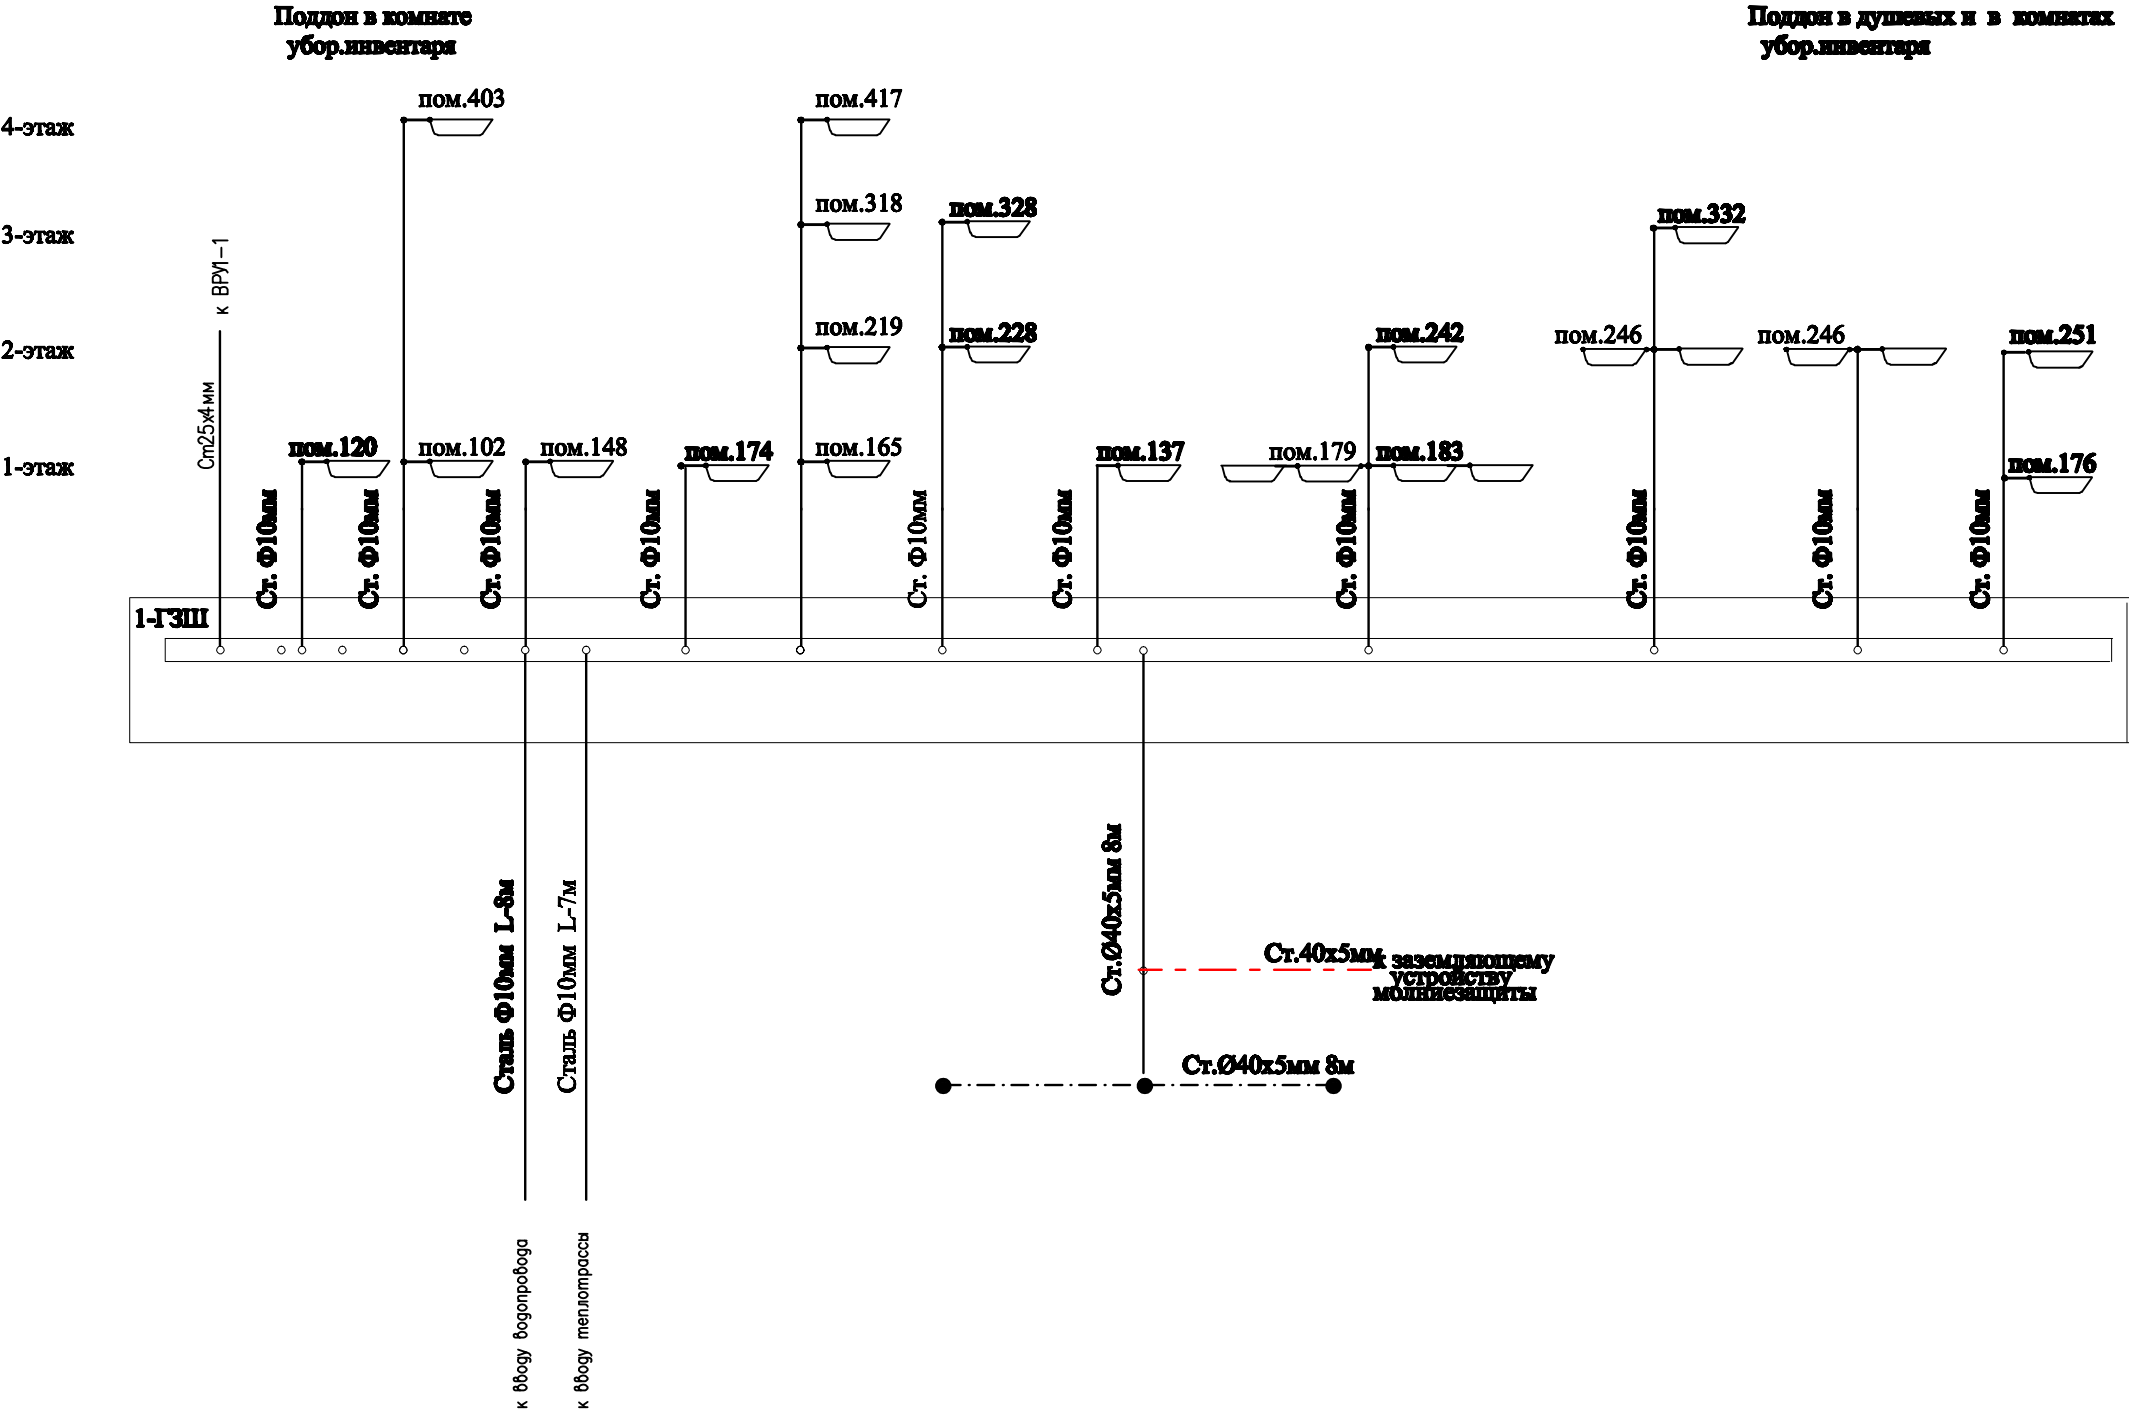 Поддон в комнате
убор.инвентаря
Поддон в душевых и в комнатах
убор.инвентаря
4-этаж
пом.403
пом.417
3-этаж
пом.318
пом.328
пом.332
к ВРУ1-1
2-этаж
пом.219
пом.228
пом.242
пом.246
пом.246
пом.251
Ст25х4мм
1-этаж
пом.120
пом.102
пом.148
пом.174
пом.165
пом.137
пом.179
пом.183
пом.176
Ст. Ф10мм
Ст. Ф10мм
Ст. Ф10мм
Ст. Ф10мм
Ст. Ф10мм
Ст. Ф10мм
Ст. Ф10мм
Ст. Ф10мм
Ст. Ф10мм
Ст. Ф10мм
1-ГЗШ
Сталь Ф10мм L-8м
Сталь Ф10мм L-7м
Ст.Ø40х5мм 8м
Ст.40х5мм
к заземляющему
устройству
молниезащиты
Ст.Ø40х5мм 8м
к вводу водопровода
к вводу теплотрассы